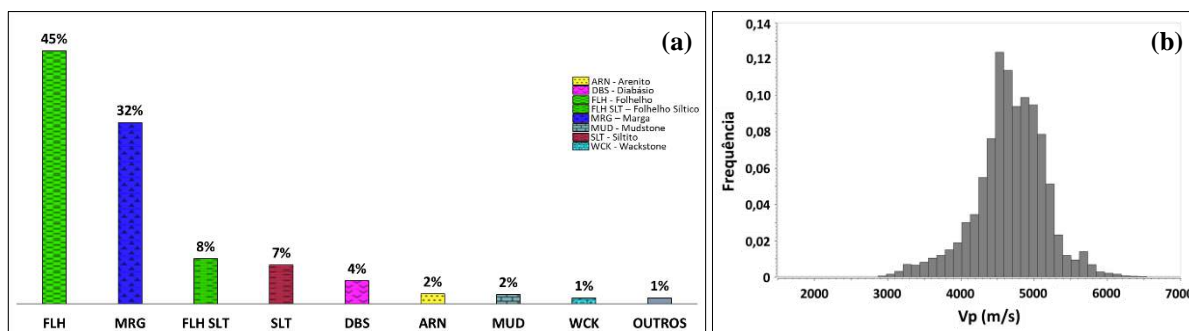 (a)
45%
32%
8%
7%
4%
2%
2%
1%
1%
FLH MRG FLH SLT SLT DBS ARN MUD WCK OUTROS
ARN - Arenito
DBS - Diabásio
FLH - Folhelho
FLH SLT – Folhelho Síltico
MRG – Marga
MUD - Mudstone
SLT - Siltito
WCK - Wackstone
(b)
Frequência
0,14
0,12
0,10
0,08
0,06
0,04
0,02
0
2000 3000 4000 5000 6000 7000
Vp (m/s)